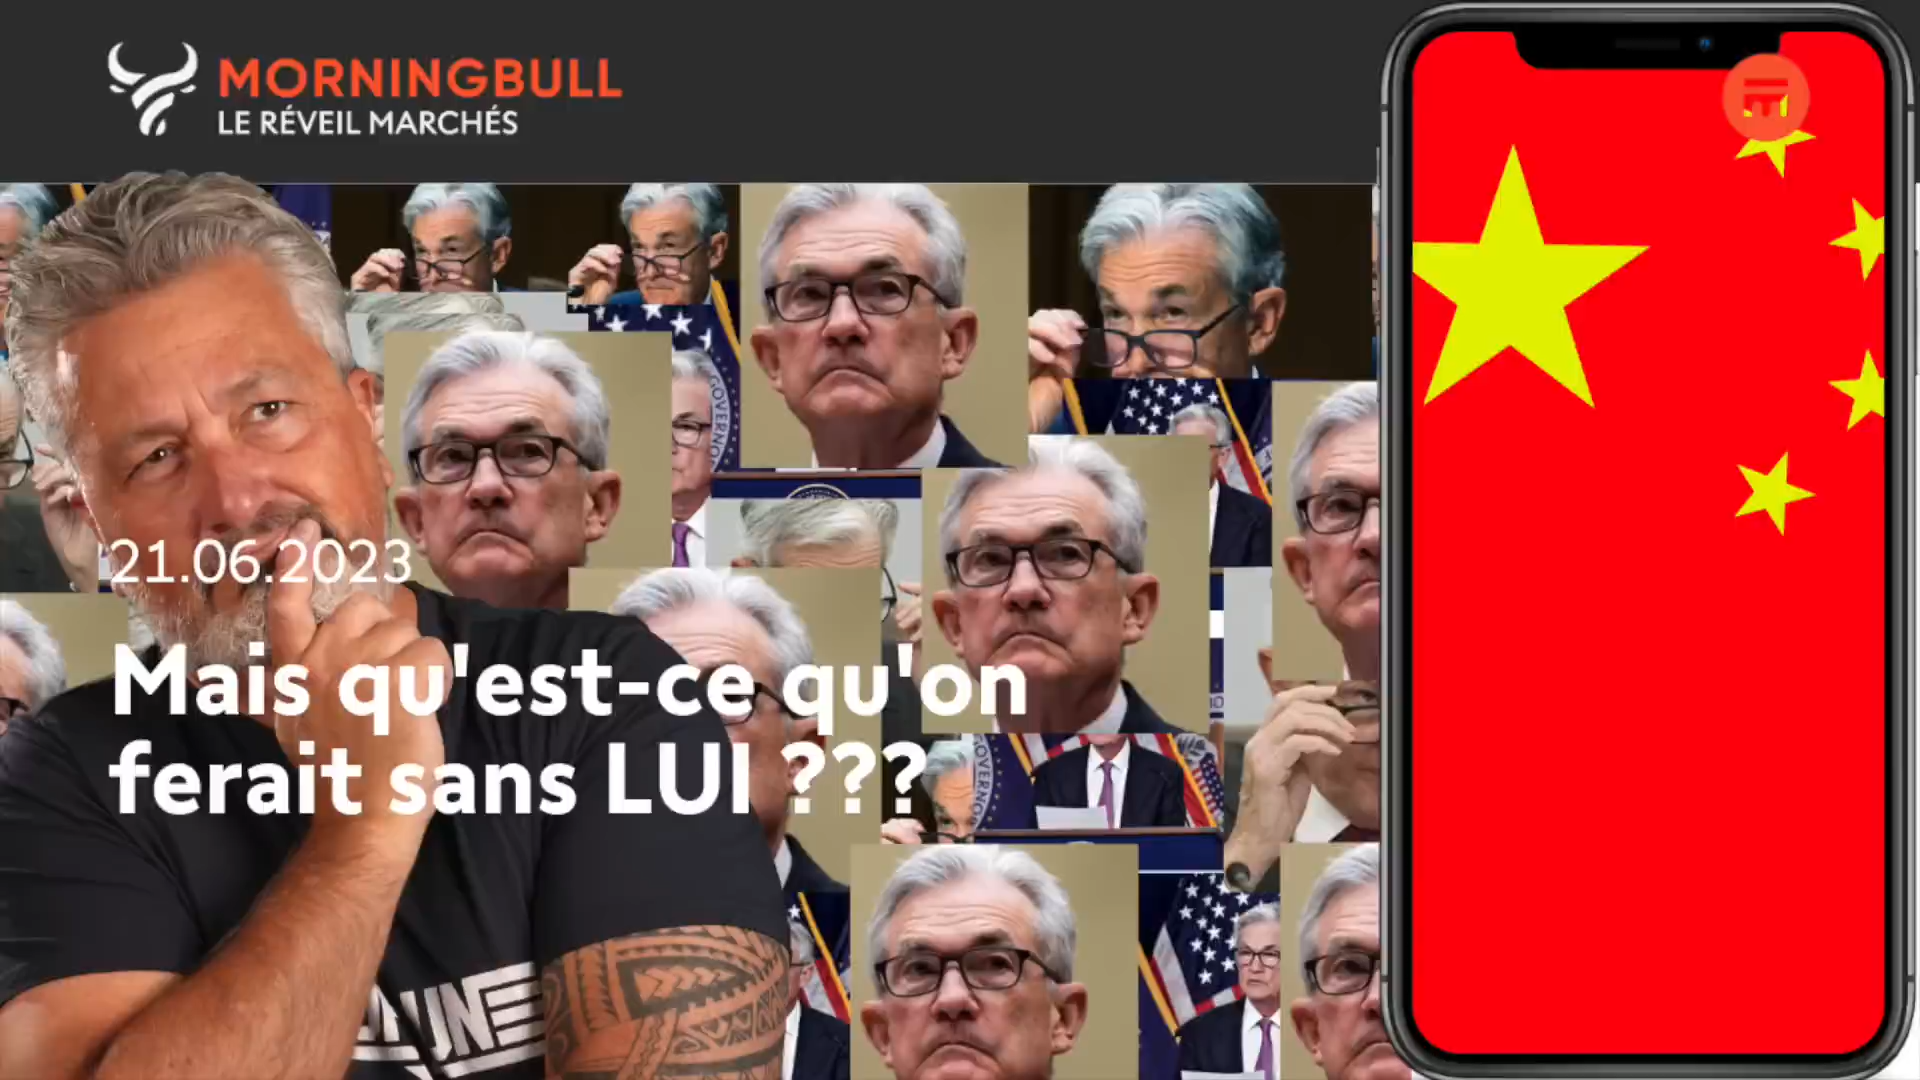 MORNINGBULL
LE RÉVEIL MARCHÉS
21.06.2023
Mais qu'est-ce qu'on
ferait sans LUI ???